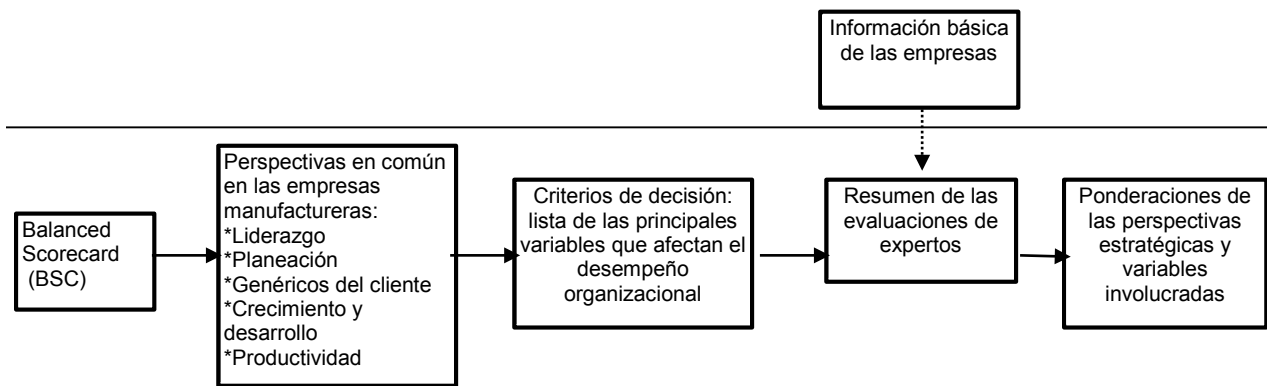 Información básica
de las empresas
Balanced
Scorecard
(BSC)
Perspectivas en común
en las empresas
manufactureras:
*Liderazgo
*Planeación
*Genéricos del cliente
*Crecimiento y
desarrollo
*Productividad
Criterios de decisión:
lista de las principales
variables que afectan el
desempeño
organizacional
Resumen de las
evaluaciones de
expertos
Ponderaciones de
las perspectivas
estratégicas y
variables
involucradas